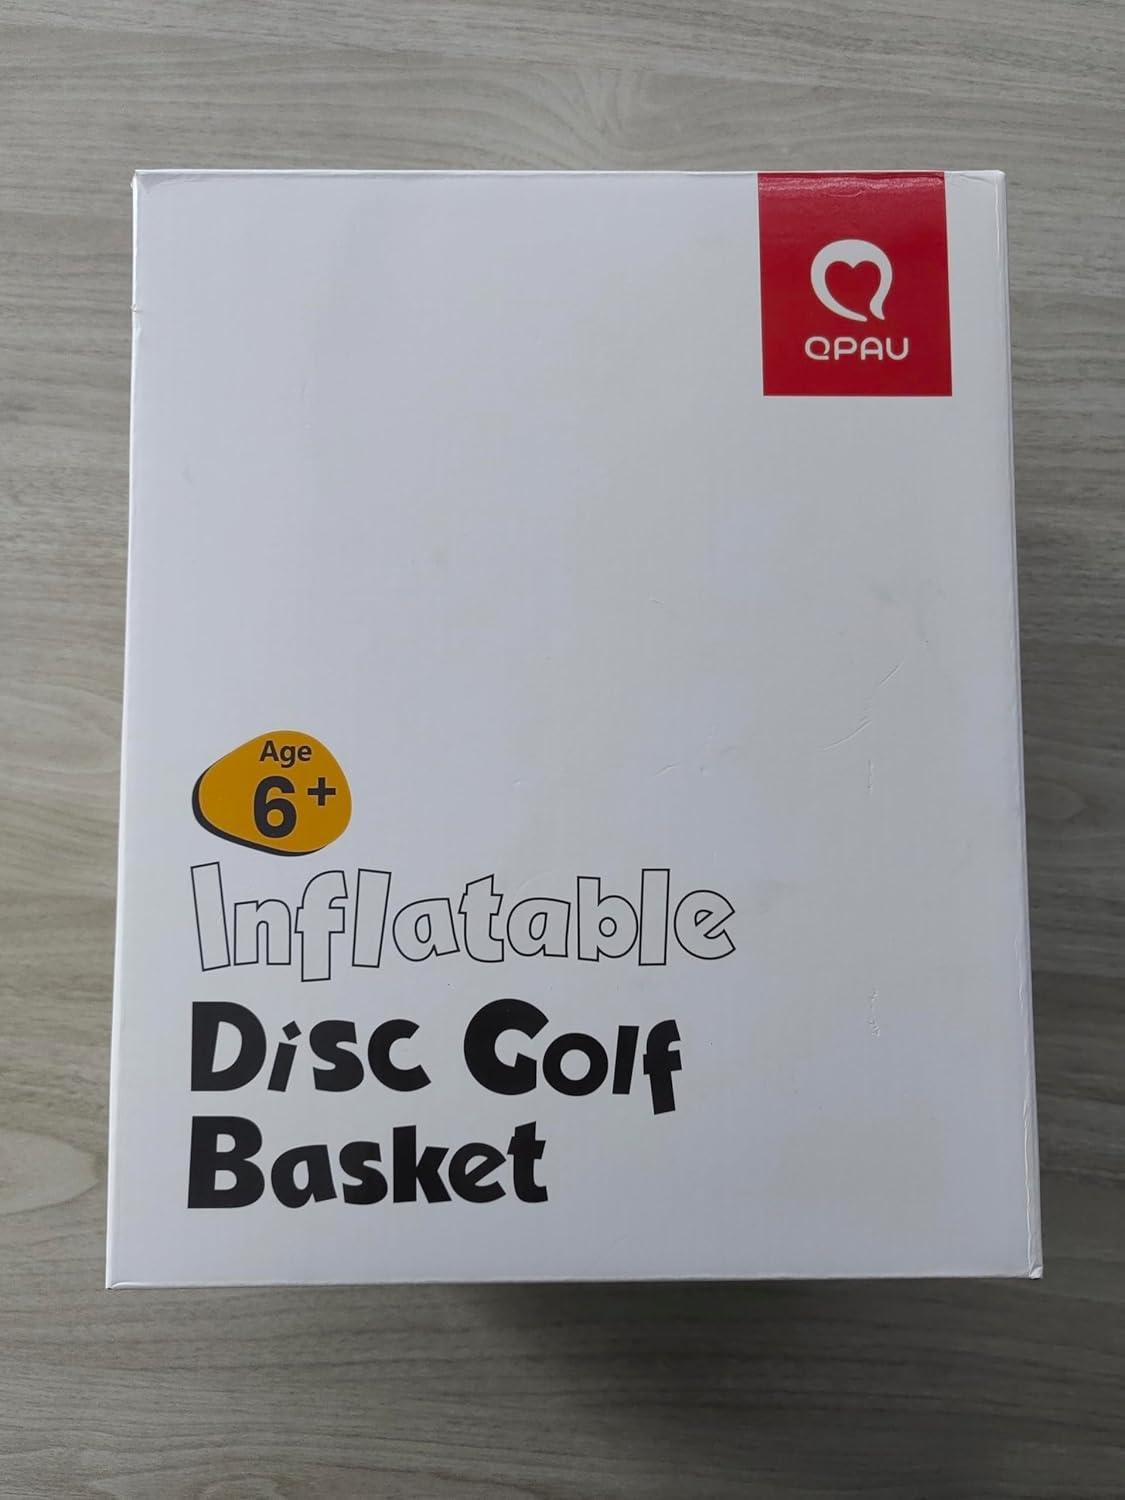 QPAU
Age
6+
Inflatable
Disc Golf
Basket